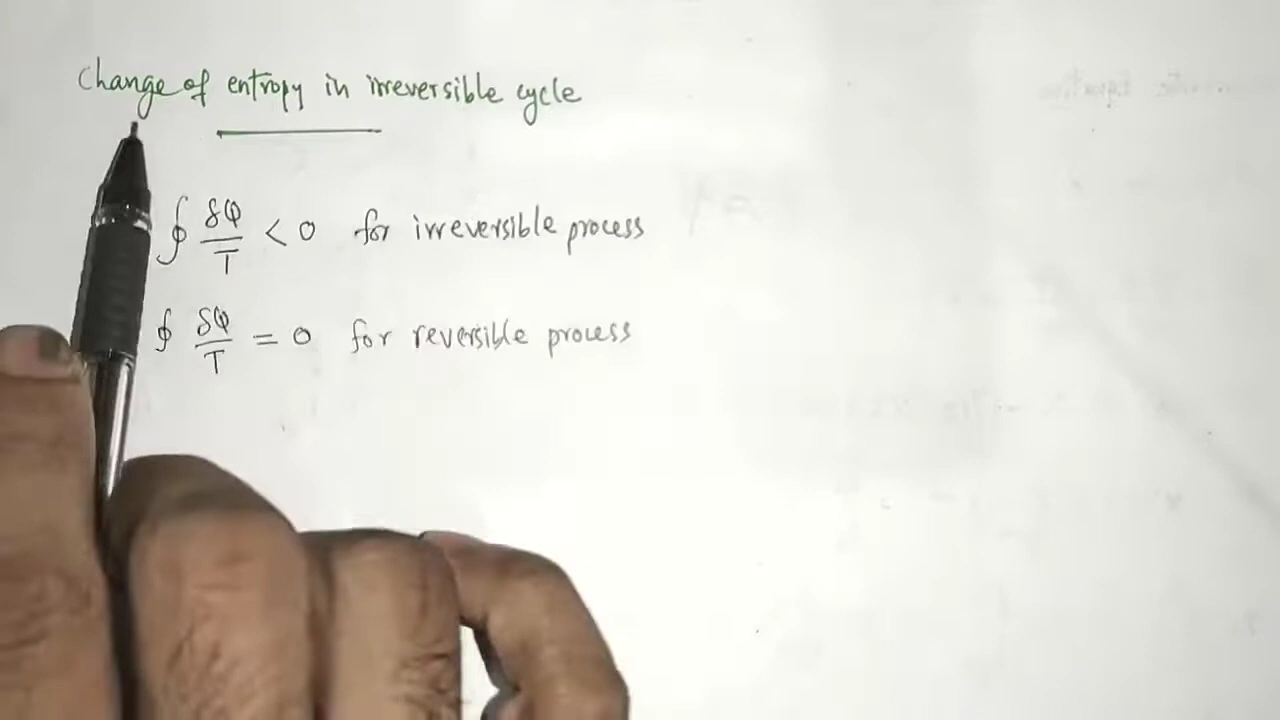 Change of entropy in irreversible cycle
∮ δQ/T < 0 for irreversible process
∮ δQ/T = 0 for reversible process